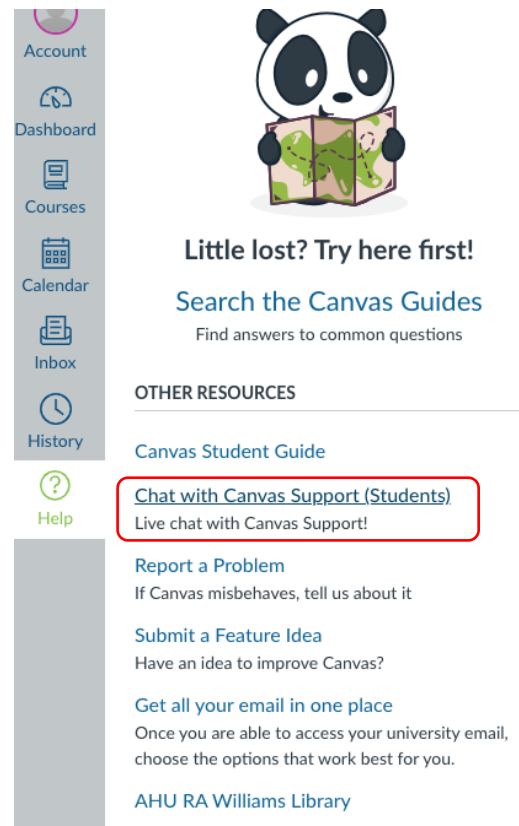 Account
Dashboard
Courses
Calendar
Inbox
History
Help
Little lost? Try here first!
Search the Canvas Guides
Find answers to common questions
OTHER RESOURCES
Canvas Student Guide
Chat with Canvas Support (Students)
Live chat with Canvas Support!
Report a Problem
If Canvas misbehaves, tell us about it
Submit a Feature Idea
Have an idea to improve Canvas?
Get all your email in one place
Once you are able to access your university email,
choose the options that work best for you.
AHU RA Williams Library